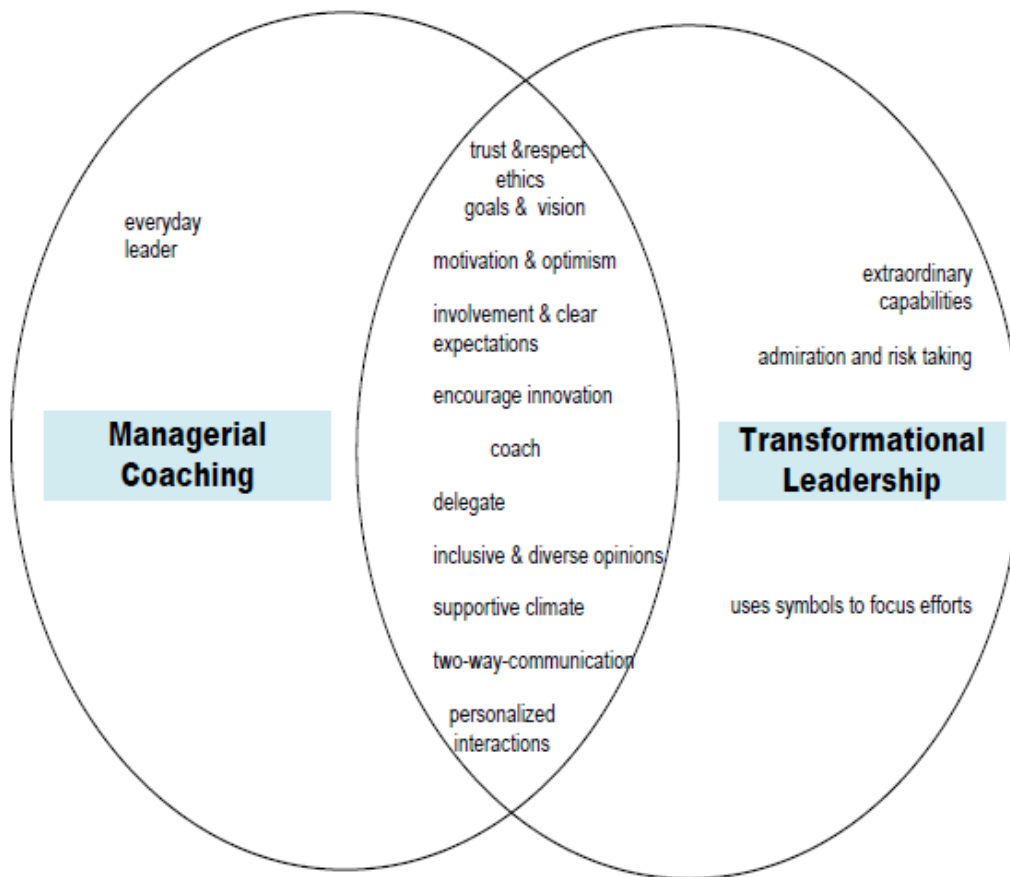 everyday
leader
Managerial
Coaching
trust &respect
ethics
goals & vision
motivation & optimism
involvement & clear
expectations
encourage innovation
coach
delegate
inclusive & diverse opinions
supportive climate
two-way-communication
personalized
interactions
extraordinary
capabilities
admiration and risk taking
Transformational
Leadership
uses symbols to focus efforts